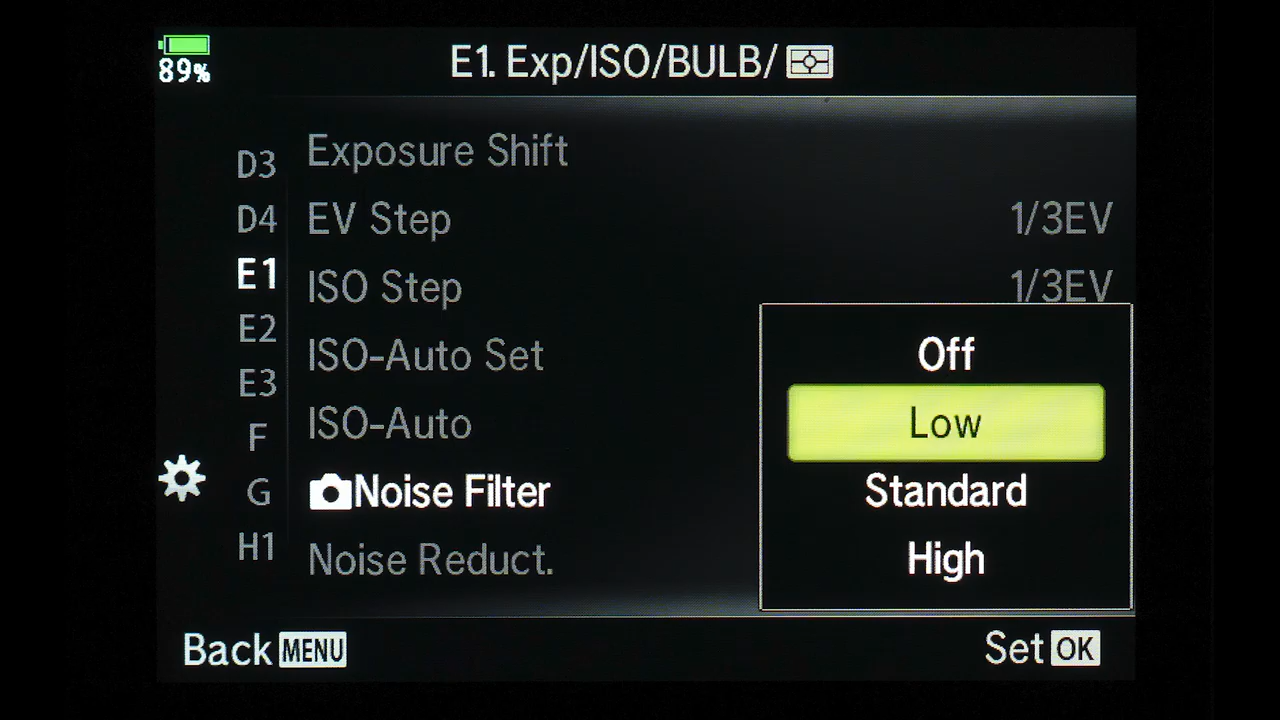 89%
E1. Exp/ISO/BULB/
D3
Exposure Shift
D4
EV Step 1/3EV
E1
ISO Step 1/3EV
E2
ISO-Auto Set
Off
E3
ISO-Auto
Low
F
Noise Filter
Standard
G
Noise Reduct.
High
H1
Back MENU
Set OK